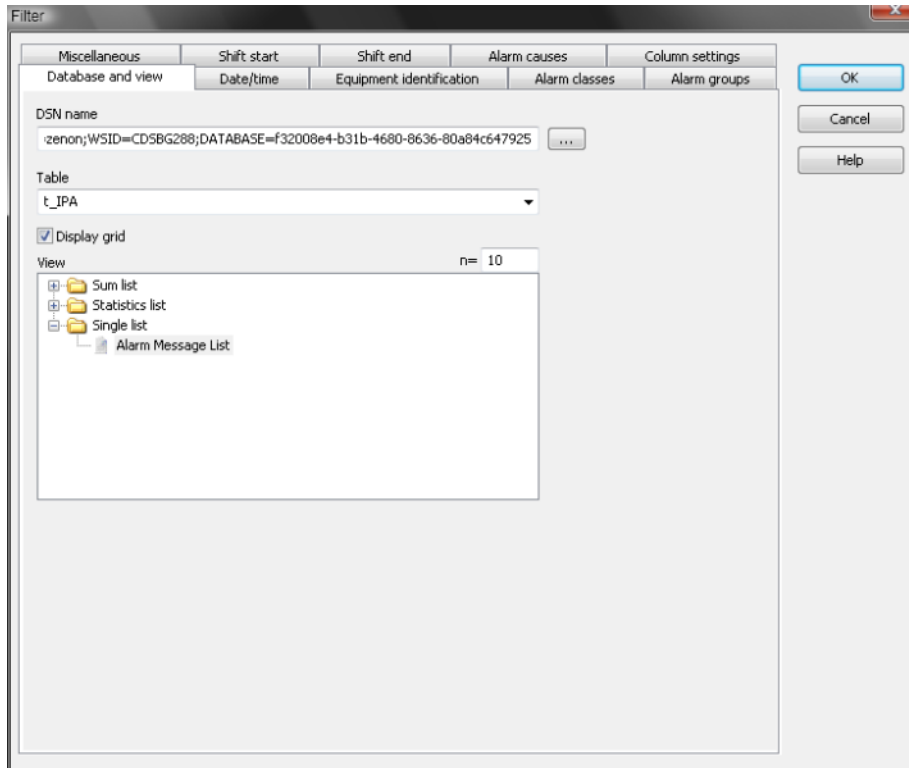 Filter
Miscellaneous Shift start Shift end Alarm causes Column settings
Database and view Date/time Equipment identification Alarm classes Alarm groups
OK
Cancel
Help
DSN name
zenon;WSID=CDSBG288;DATABASE=f32008e4-b31b-4680-8636-80a84c647925
...
Table
t_IPA
Display grid
View n= 10
Sum list
Statistics list
Single list
Alarm Message List